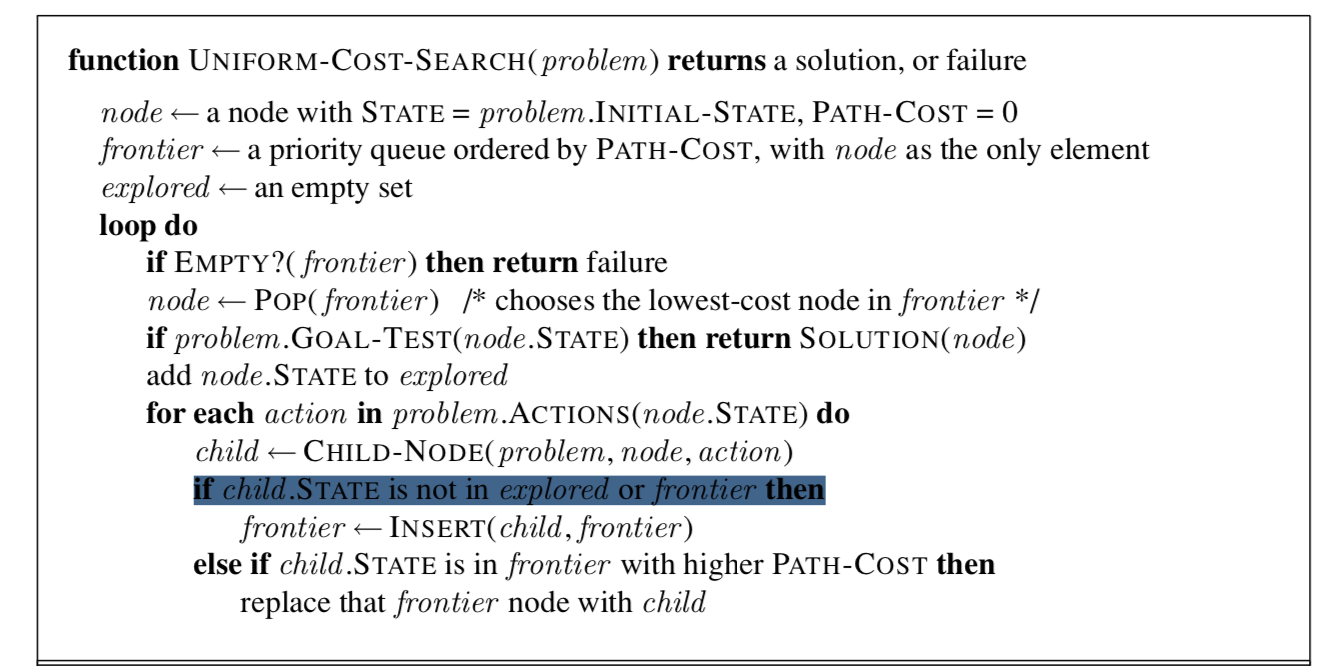 function UNIFORM-COST-SEARCH(problem) returns a solution, or failure
node ← a node with STATE = problem.INITIAL-STATE, PATH-COST = 0
frontier ← a priority queue ordered by PATH-COST, with node as the only element
explored ← an empty set
loop do
if EMPTY?(frontier) then return failure
node ← POP(frontier) /* chooses the lowest-cost node in frontier */
if problem.GOAL-TEST(node.STATE) then return SOLUTION(node)
add node.STATE to explored
for each action in problem.ACTIONS(node.STATE) do
child ← CHILD-NODE(problem, node, action)
if child.STATE is not in explored or frontier then
frontier ← INSERT(child, frontier)
else if child.STATE is in frontier with higher PATH-COST then
replace that frontier node with child